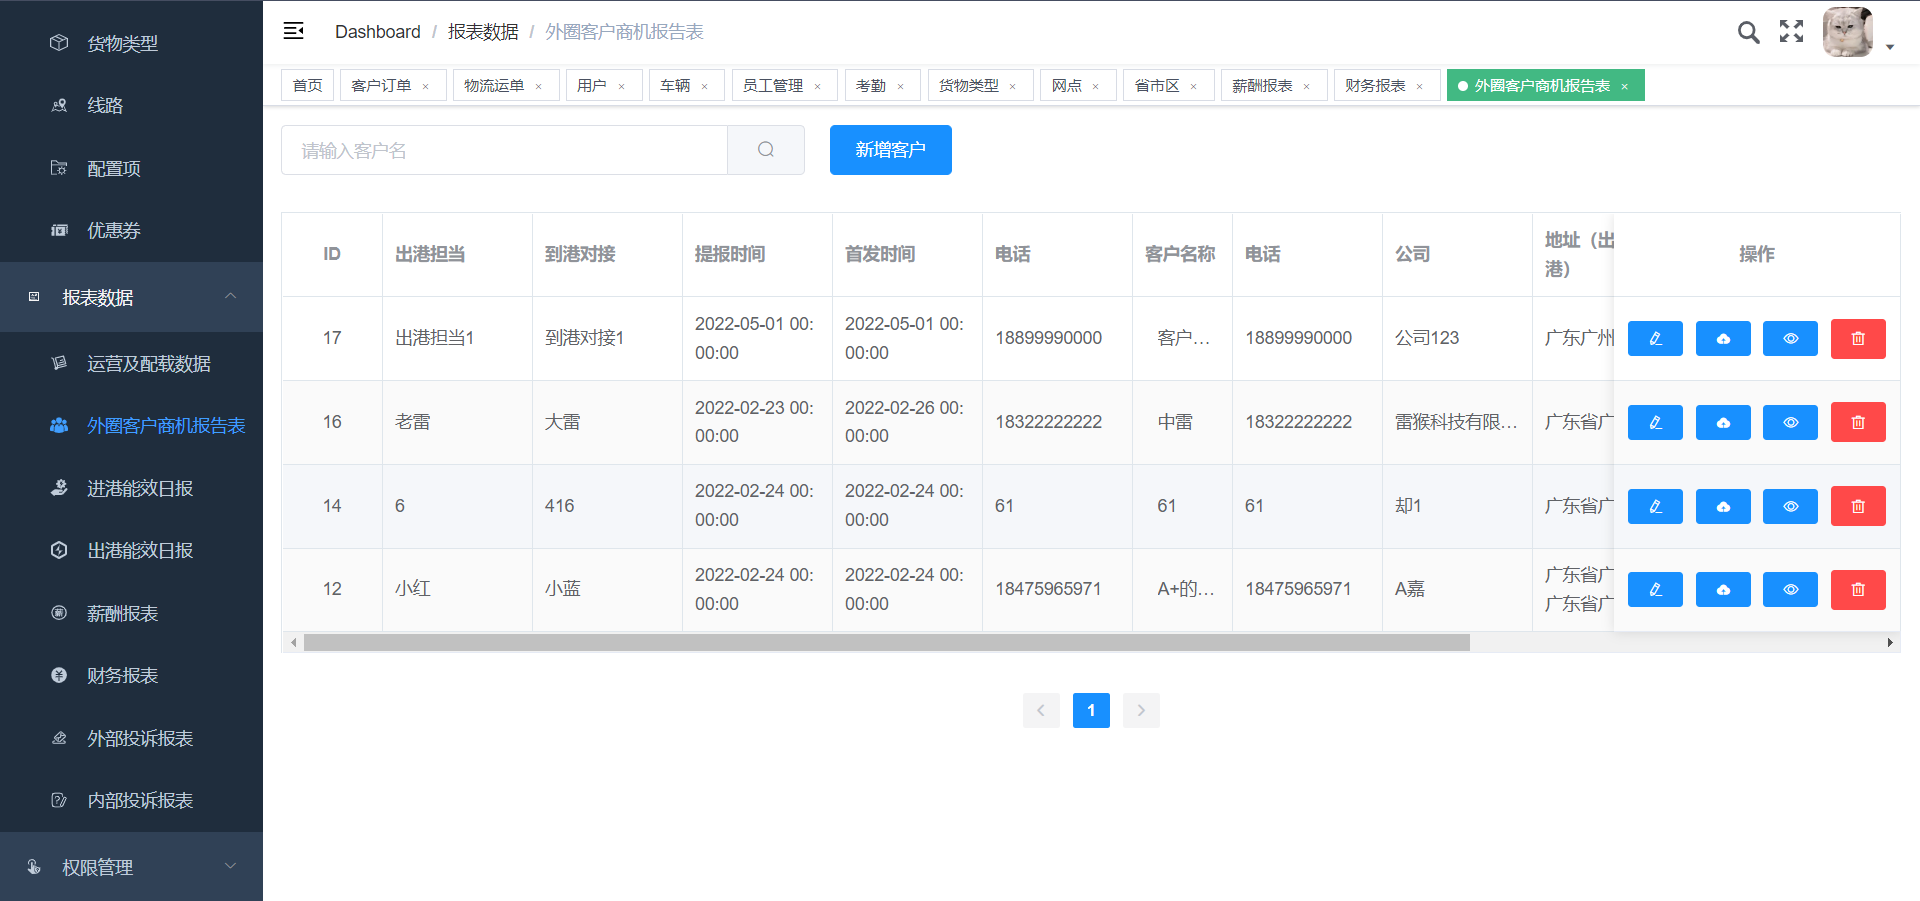 货物类型
线路
配置项
优惠券
报表数据
运营及配载数据
外圈客户商机报告表
进港能效日报
出港能效日报
薪酬报表
财务报表
外部投诉报表
内部投诉报表
权限管理
Dashboard / 报表数据 / 外圈客户商机报告表
首页 客户订单 × 物流运单 × 用户 × 车辆 × 员工管理 × 考勤 × 货物类型 × 网点 × 省市区 × 薪酬报表 × 财务报表 × 外圈客户商机报告表 ×
请输入客户名 新增客户
ID 出港担当 到港对接 提报时间 首发时间 电话 客户名称 电话 公司 地址（出 操作
港）
17 出港担当1 到港对接1 2022-05-01 00: 2022-05-01 00: 18899990000 客户... 18899990000 公司123 广东广州
00:00 00:00
16 老雷 大雷 2022-02-23 00: 2022-02-26 00: 18322222222 中雷 18322222222 雷猴科技有限... 广东省广
00:00 00:00
14 6 416 2022-02-24 00: 2022-02-24 00: 61 61 61 却1 广东省广
00:00 00:00
12 小红 小蓝 2022-02-24 00: 2022-02-24 00: 18475965971 A+的... 18475965971 A嘉 广东省广
00:00 00:00 广东省广
1